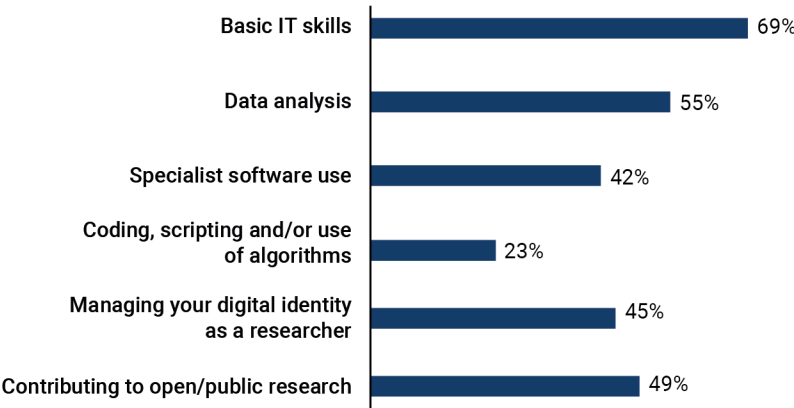 Basic IT skills 69%
Data analysis 55%
Specialist software use 42%
Coding, scripting and/or use
of algorithms 23%
Managing your digital identity 45%
as a researcher
Contributing to open/public research 49%